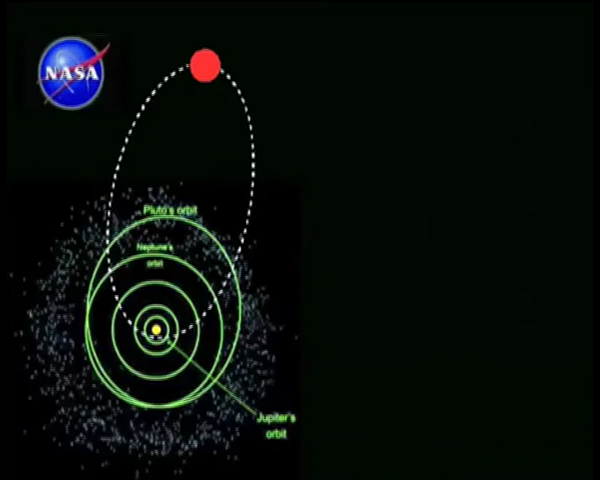 NASA
Pluto's orbit
Neptune's
orbit
Jupiter's
orbit